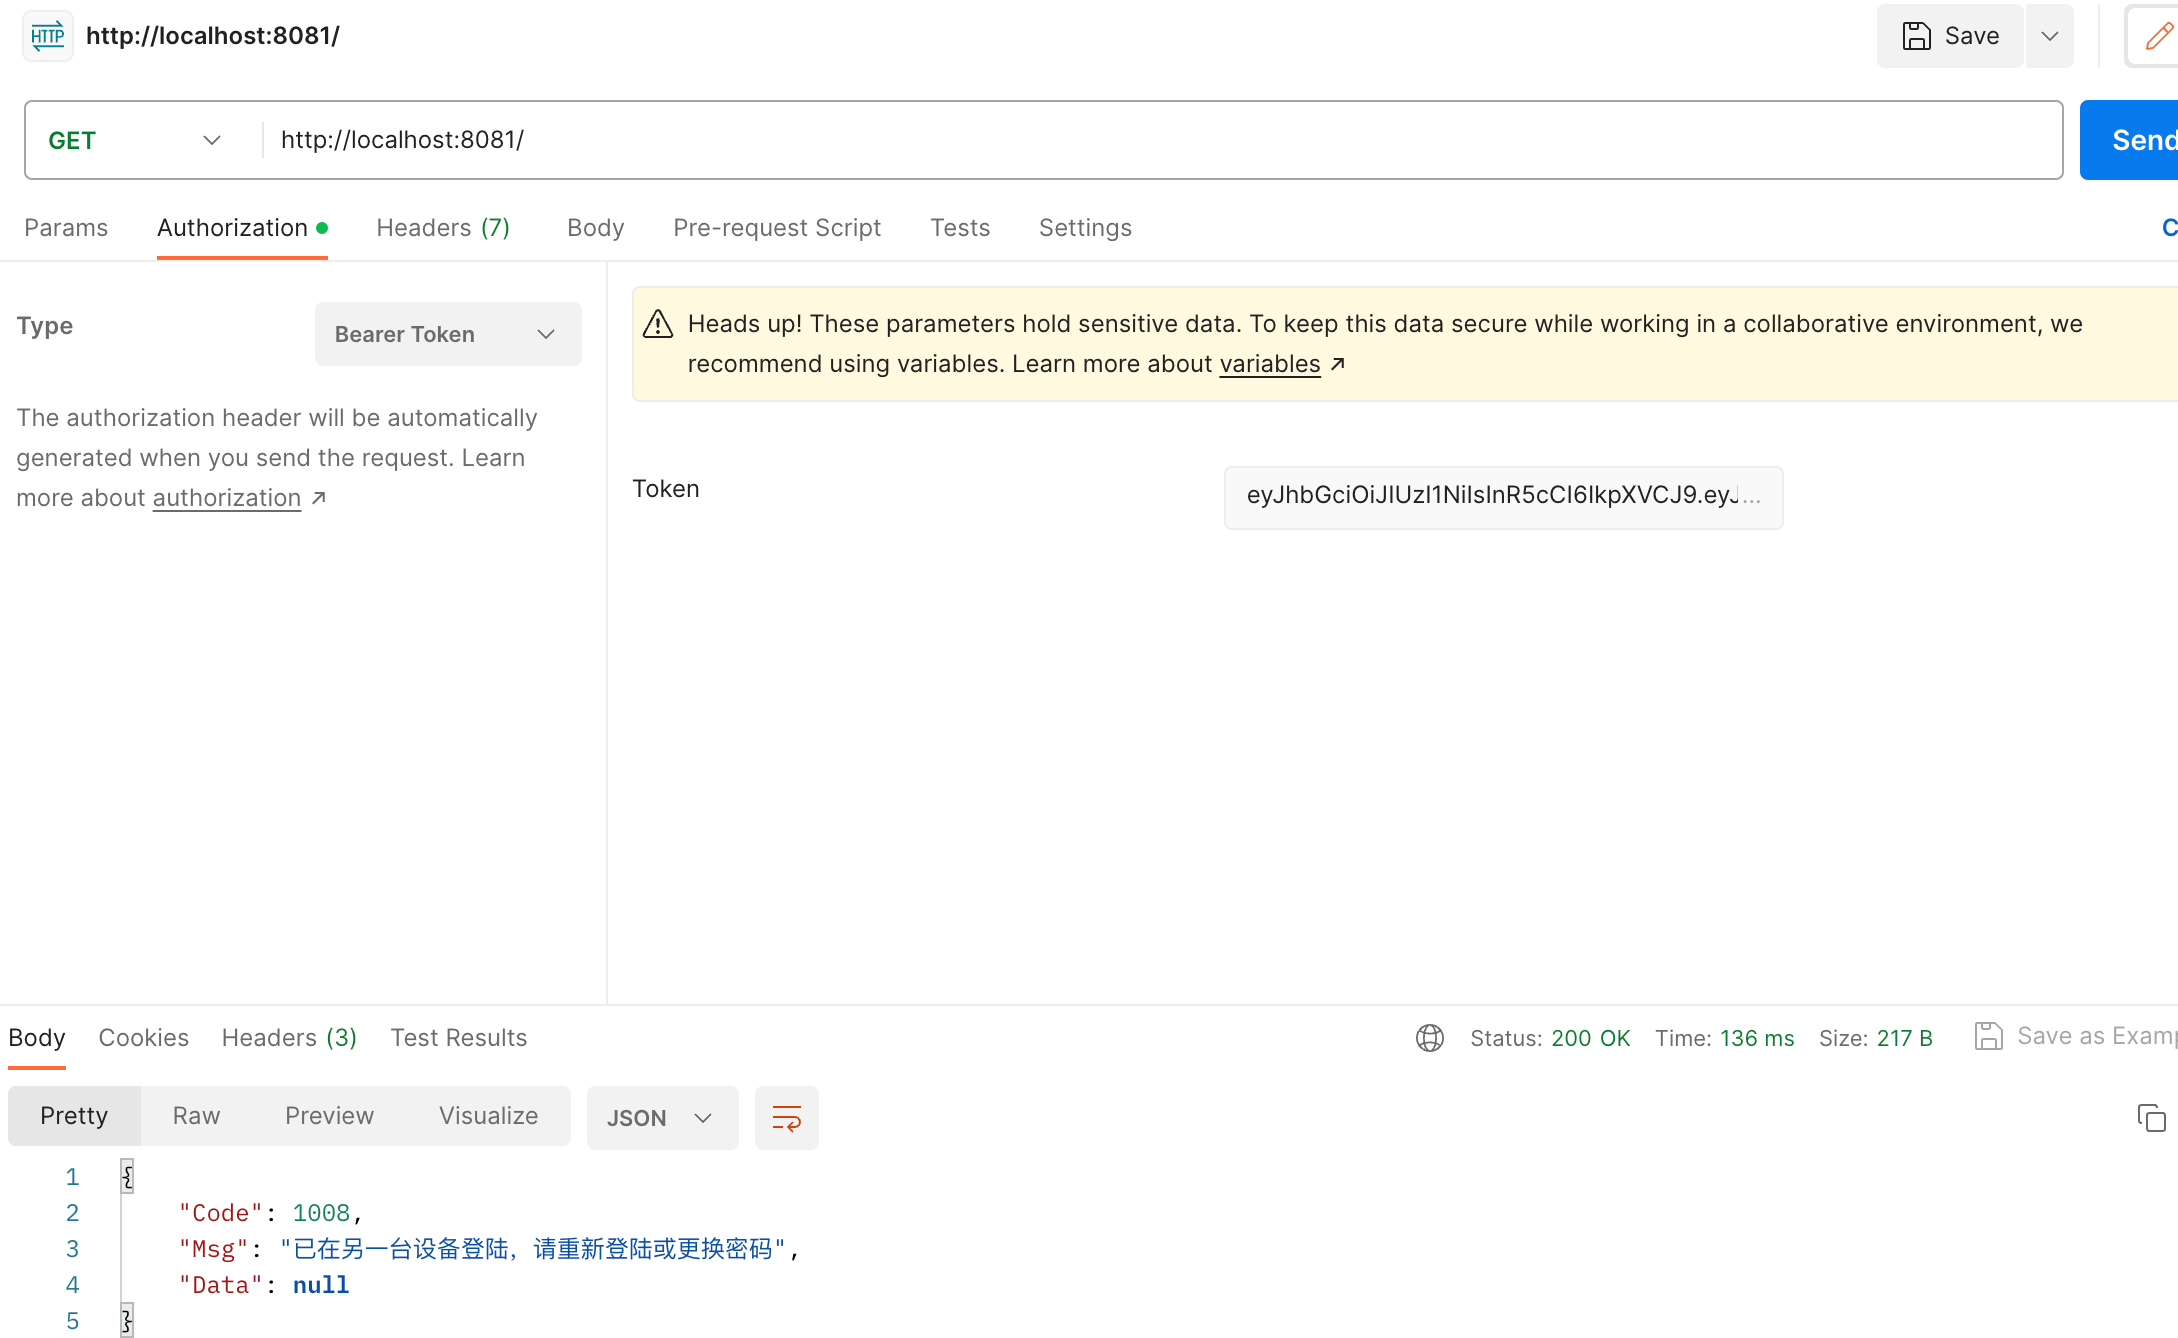 HTTP http://localhost:8081/
Save
GET http://localhost:8081/
Send
Params Authorization Headers (7) Body Pre-request Script Tests Settings
Type
Bearer Token
The authorization header will be automatically
generated when you send the request. Learn
more about authorization ↗
Heads up! These parameters hold sensitive data. To keep this data secure while working in a collaborative environment, we
recommend using variables. Learn more about variables ↗
Token
eyJhbGciOiJIUzI1NiIsInR5cCI6IkpXVCJ9.eyJ...
Body Cookies Headers (3) Test Results
Status: 200 OK Time: 136 ms Size: 217 B
Save as Examp
Pretty Raw Preview Visualize
JSON
1 {
2 "Code": 1008,
3 "Msg": "已在另一台设备登陆，请重新登陆或更换密码",
4 "Data": null
5 }